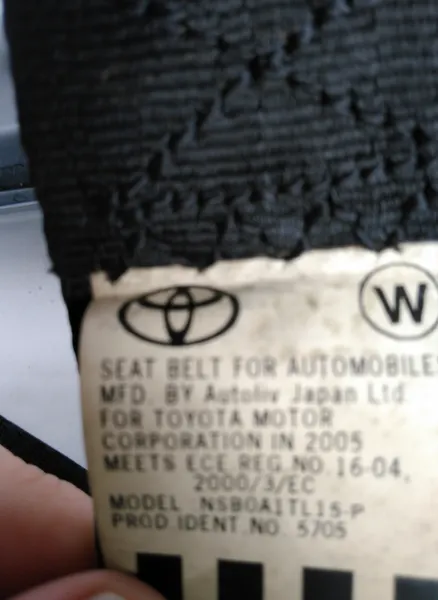 W
SEAT BELT FOR AUTOMOBILE
MFD. BY Autoliv Japan Ltd
FOR TOYOTA MOTOR
CORPORATION IN 2005
MEETS ECE REG.NO.16-04,
2000/3/EC
MODEL NSB0A1TL15-P
PROD IDENT.NO. 5705